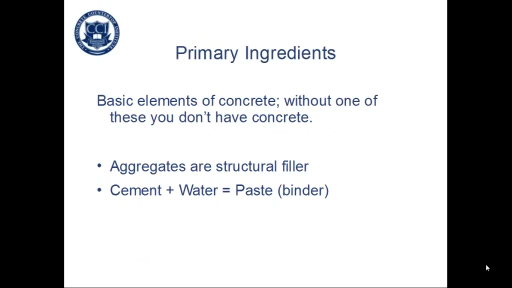 CCI
Primary Ingredients
Basic elements of concrete; without one of
these you don't have concrete.
• Aggregates are structural filler
• Cement + Water = Paste (binder)